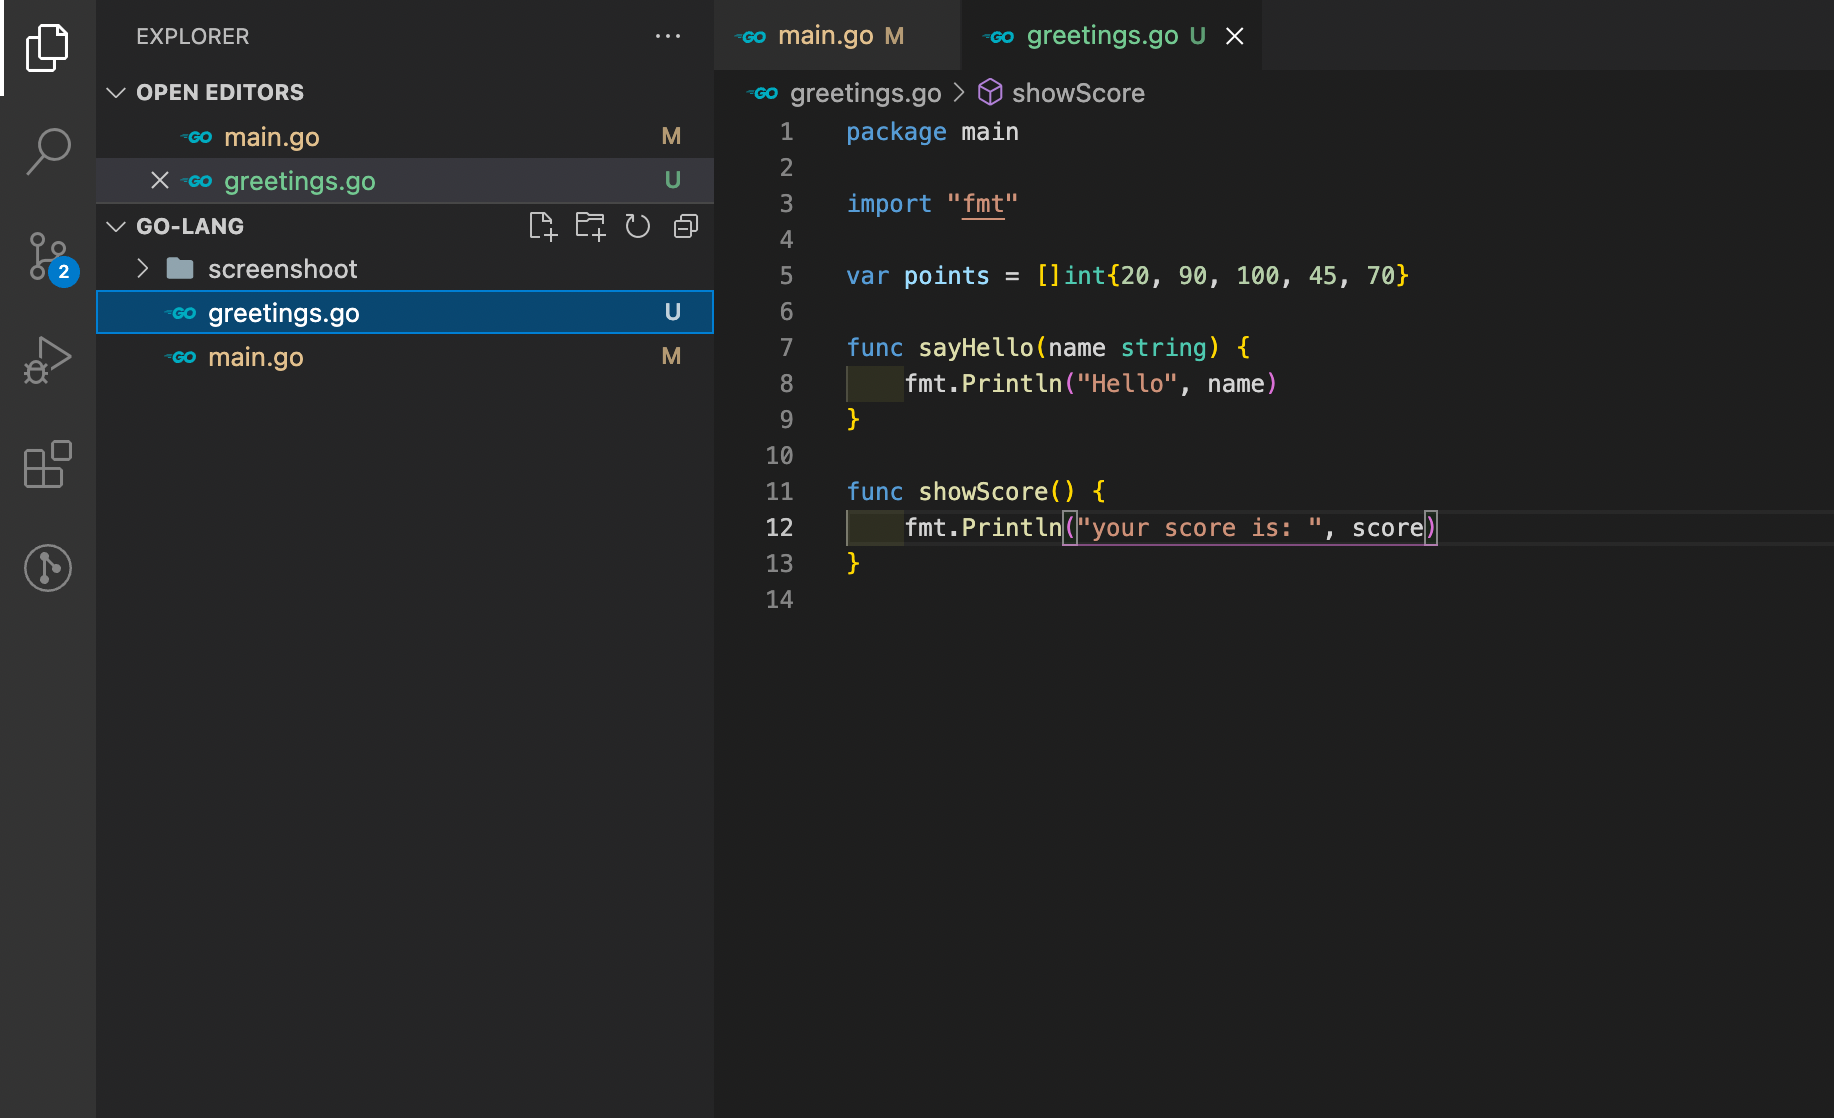 EXPLORER
OPEN EDITORS
GO main.go M
GO greetings.go U
GO-LANG
screenshoot
GO greetings.go U
GO main.go M
2
GO main.go M
GO greetings.go U
GO greetings.go > showScore
1 package main
2
3 import "fmt"
4
5 var points = []int{20, 90, 100, 45, 70}
6
7 func sayHello(name string) {
8 fmt.Println("Hello", name)
9 }
10
11 func showScore() {
12 fmt.Println("your score is: ", score)
13 }
14